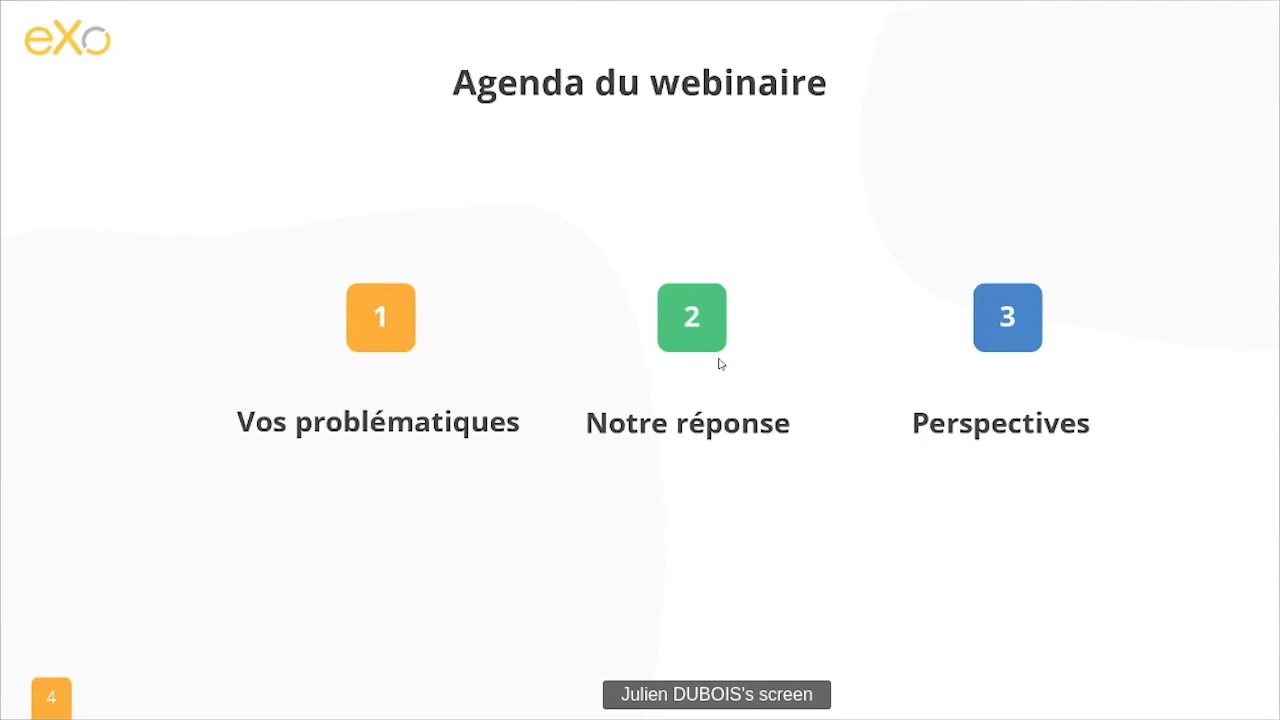 eXo
Agenda du webinaire
1
2
3
Vos problématiques
Notre réponse
Perspectives
4
Julien DUBOIS's screen